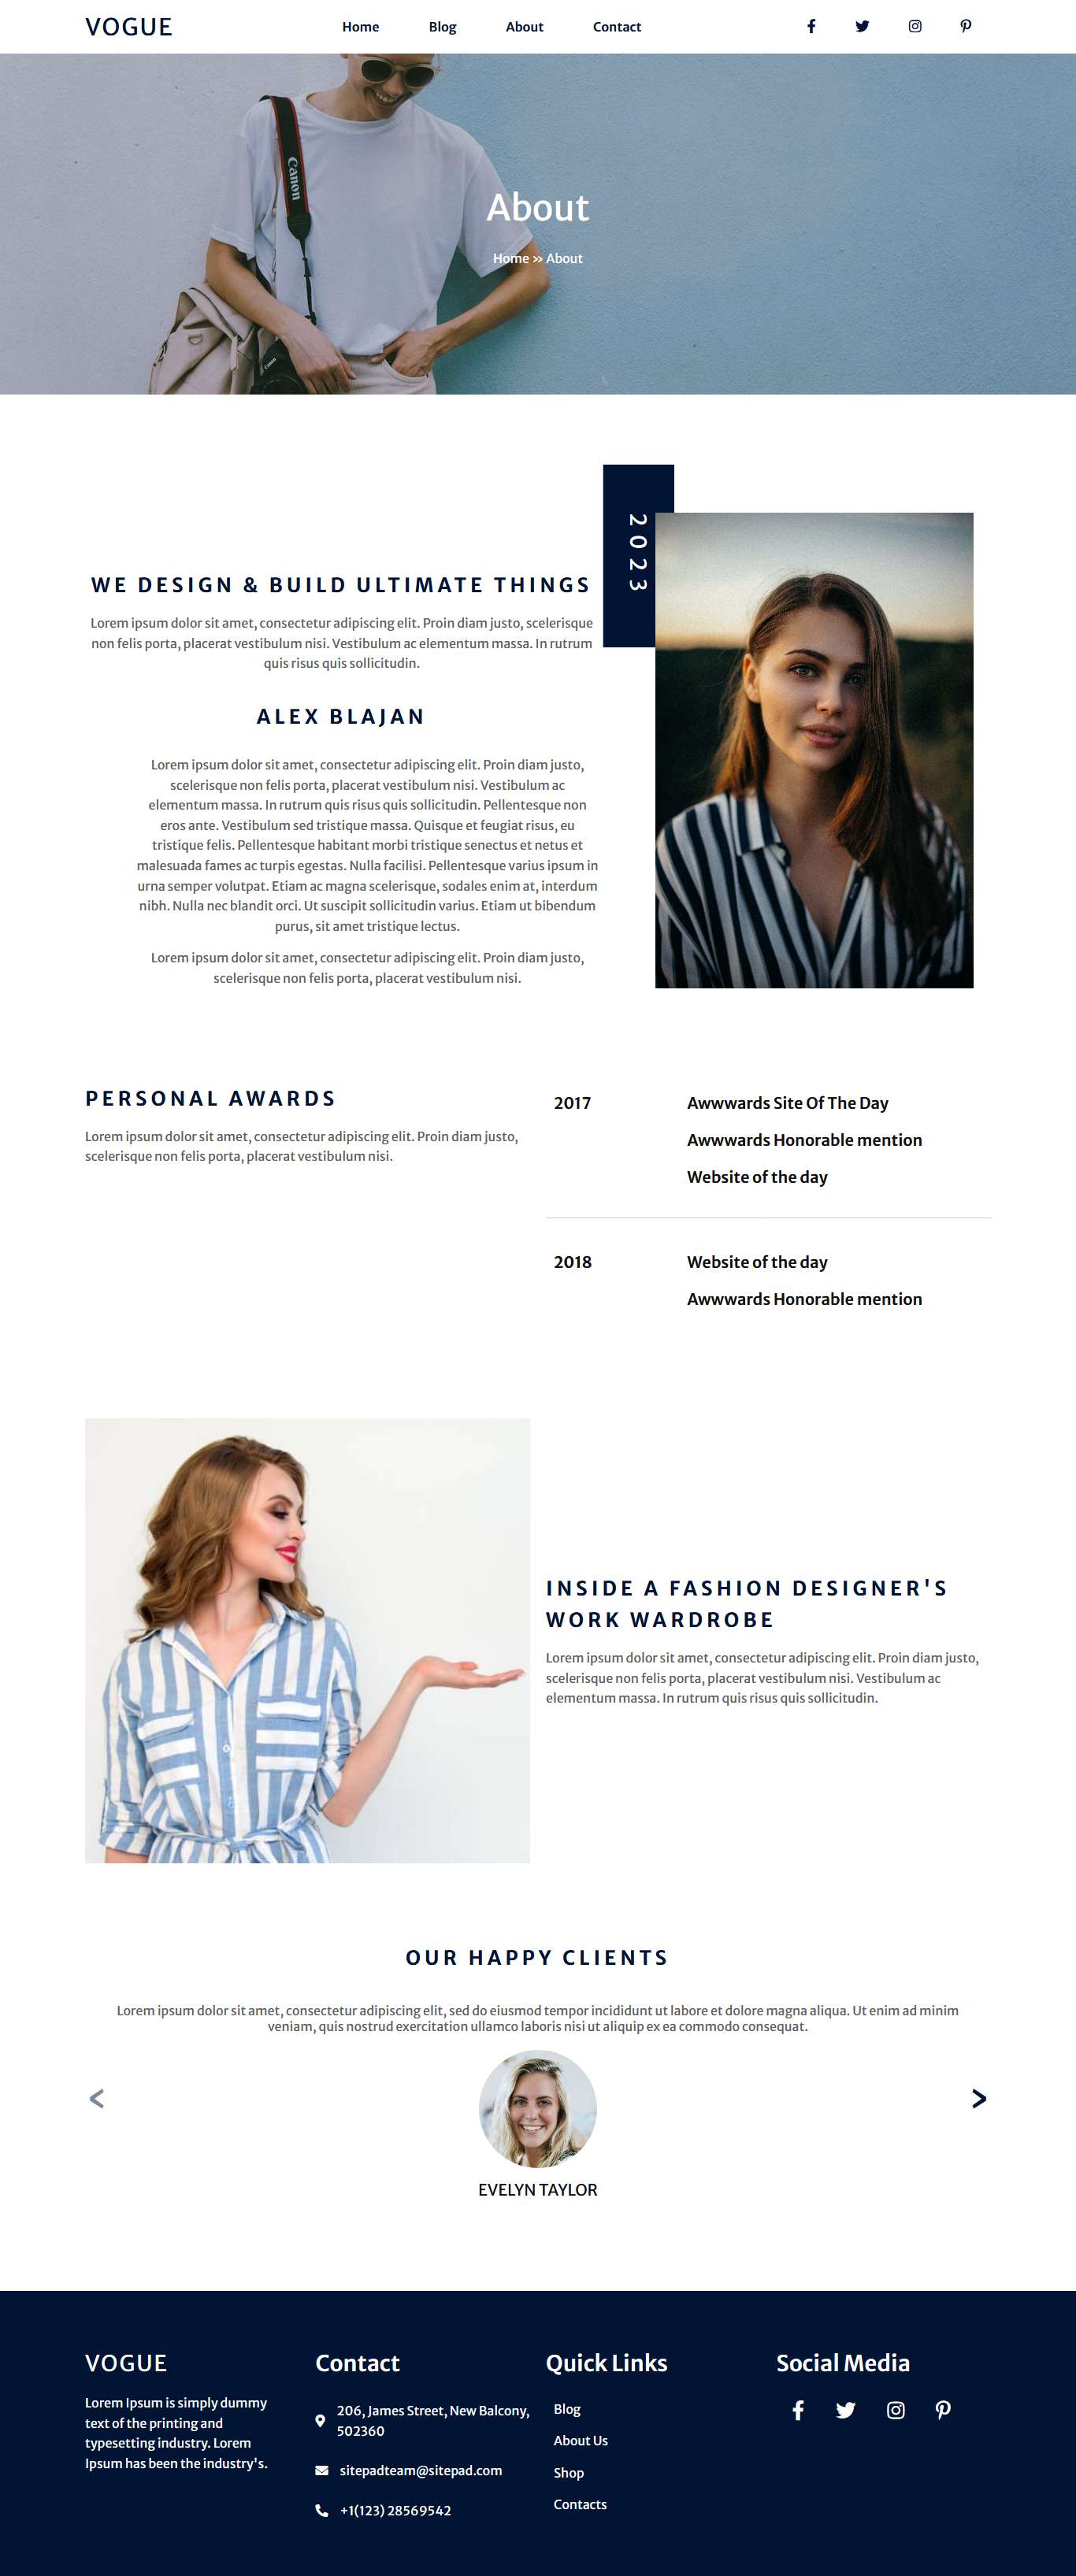 VOGUE
Home Blog About Contact
Canon
About
Home » About
2023
WE DESIGN & BUILD ULTIMATE THINGS
Lorem ipsum dolor sit amet, consectetur adipiscing elit. Proin diam justo, scelerisque
non felis porta, placerat vestibulum nisi. Vestibulum ac elementum massa. In rutrum
quis risus quis sollicitudin.
ALEX BLAJAN
Lorem ipsum dolor sit amet, consectetur adipiscing elit. Proin diam justo,
scelerisque non felis porta, placerat vestibulum nisi. Vestibulum ac
elementum massa. In rutrum quis risus quis sollicitudin. Pellentesque non
eros ante. Vestibulum sed tristique massa. Quisque et feugiat risus, eu
tristique felis. Pellentesque habitant morbi tristique senectus et netus et
malesuada fames ac turpis egestas. Nulla facilisi. Pellentesque varius ipsum in
urna semper volutpat. Etiam ac magna scelerisque, sodales enim at, interdum
nibh. Nulla nec blandit orci. Ut suscipit sollicitudin varius. Etiam ut bibendum
purus, sit amet tristique lectus.
Lorem ipsum dolor sit amet, consectetur adipiscing elit. Proin diam justo,
scelerisque non felis porta, placerat vestibulum nisi.
PERSONAL AWARDS
Lorem ipsum dolor sit amet, consectetur adipiscing elit. Proin diam justo,
scelerisque non felis porta, placerat vestibulum nisi.
2017 Awwwards Site Of The Day
Awwwards Honorable mention
Website of the day
2018 Website of the day
Awwwards Honorable mention
INSIDE A FASHION DESIGNER'S
WORK WARDROBE
Lorem ipsum dolor sit amet, consectetur adipiscing elit. Proin diam justo,
scelerisque non felis porta, placerat vestibulum nisi. Vestibulum ac
elementum massa. In rutrum quis risus quis sollicitudin.
OUR HAPPY CLIENTS
Lorem ipsum dolor sit amet, consectetur adipiscing elit, sed do eiusmod tempor incididunt ut labore et dolore magna aliqua. Ut enim ad minim
veniam, quis nostrud exercitation ullamco laboris nisi ut aliquip ex ea commodo consequat.
EVELYN TAYLOR
VOGUE
Lorem Ipsum is simply dummy
text of the printing and
typesetting industry. Lorem
Ipsum has been the industry's.
Contact
206, James Street, New Balcony,
502360
sitepadteam@sitepad.com
+1(123) 28569542
Quick Links
Blog
About Us
Shop
Contacts
Social Media